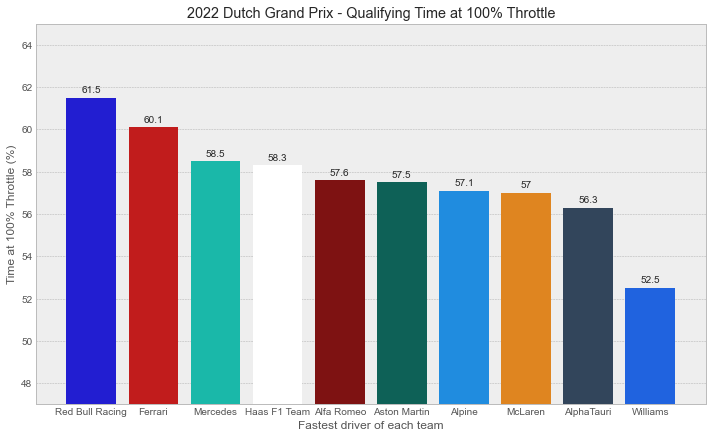 2022 Dutch Grand Prix - Qualifying Time at 100% Throttle
Time at 100% Throttle (%)
64
62
60
58
56
54
52
50
48
61.5
60.1
58.5
58.3
57.6
57.5
57.1
57
56.3
52.5
Red Bull Racing
Ferrari
Mercedes
Haas F1 Team
Alfa Romeo
Aston Martin
Alpine
McLaren
AlphaTauri
Williams
Fastest driver of each team